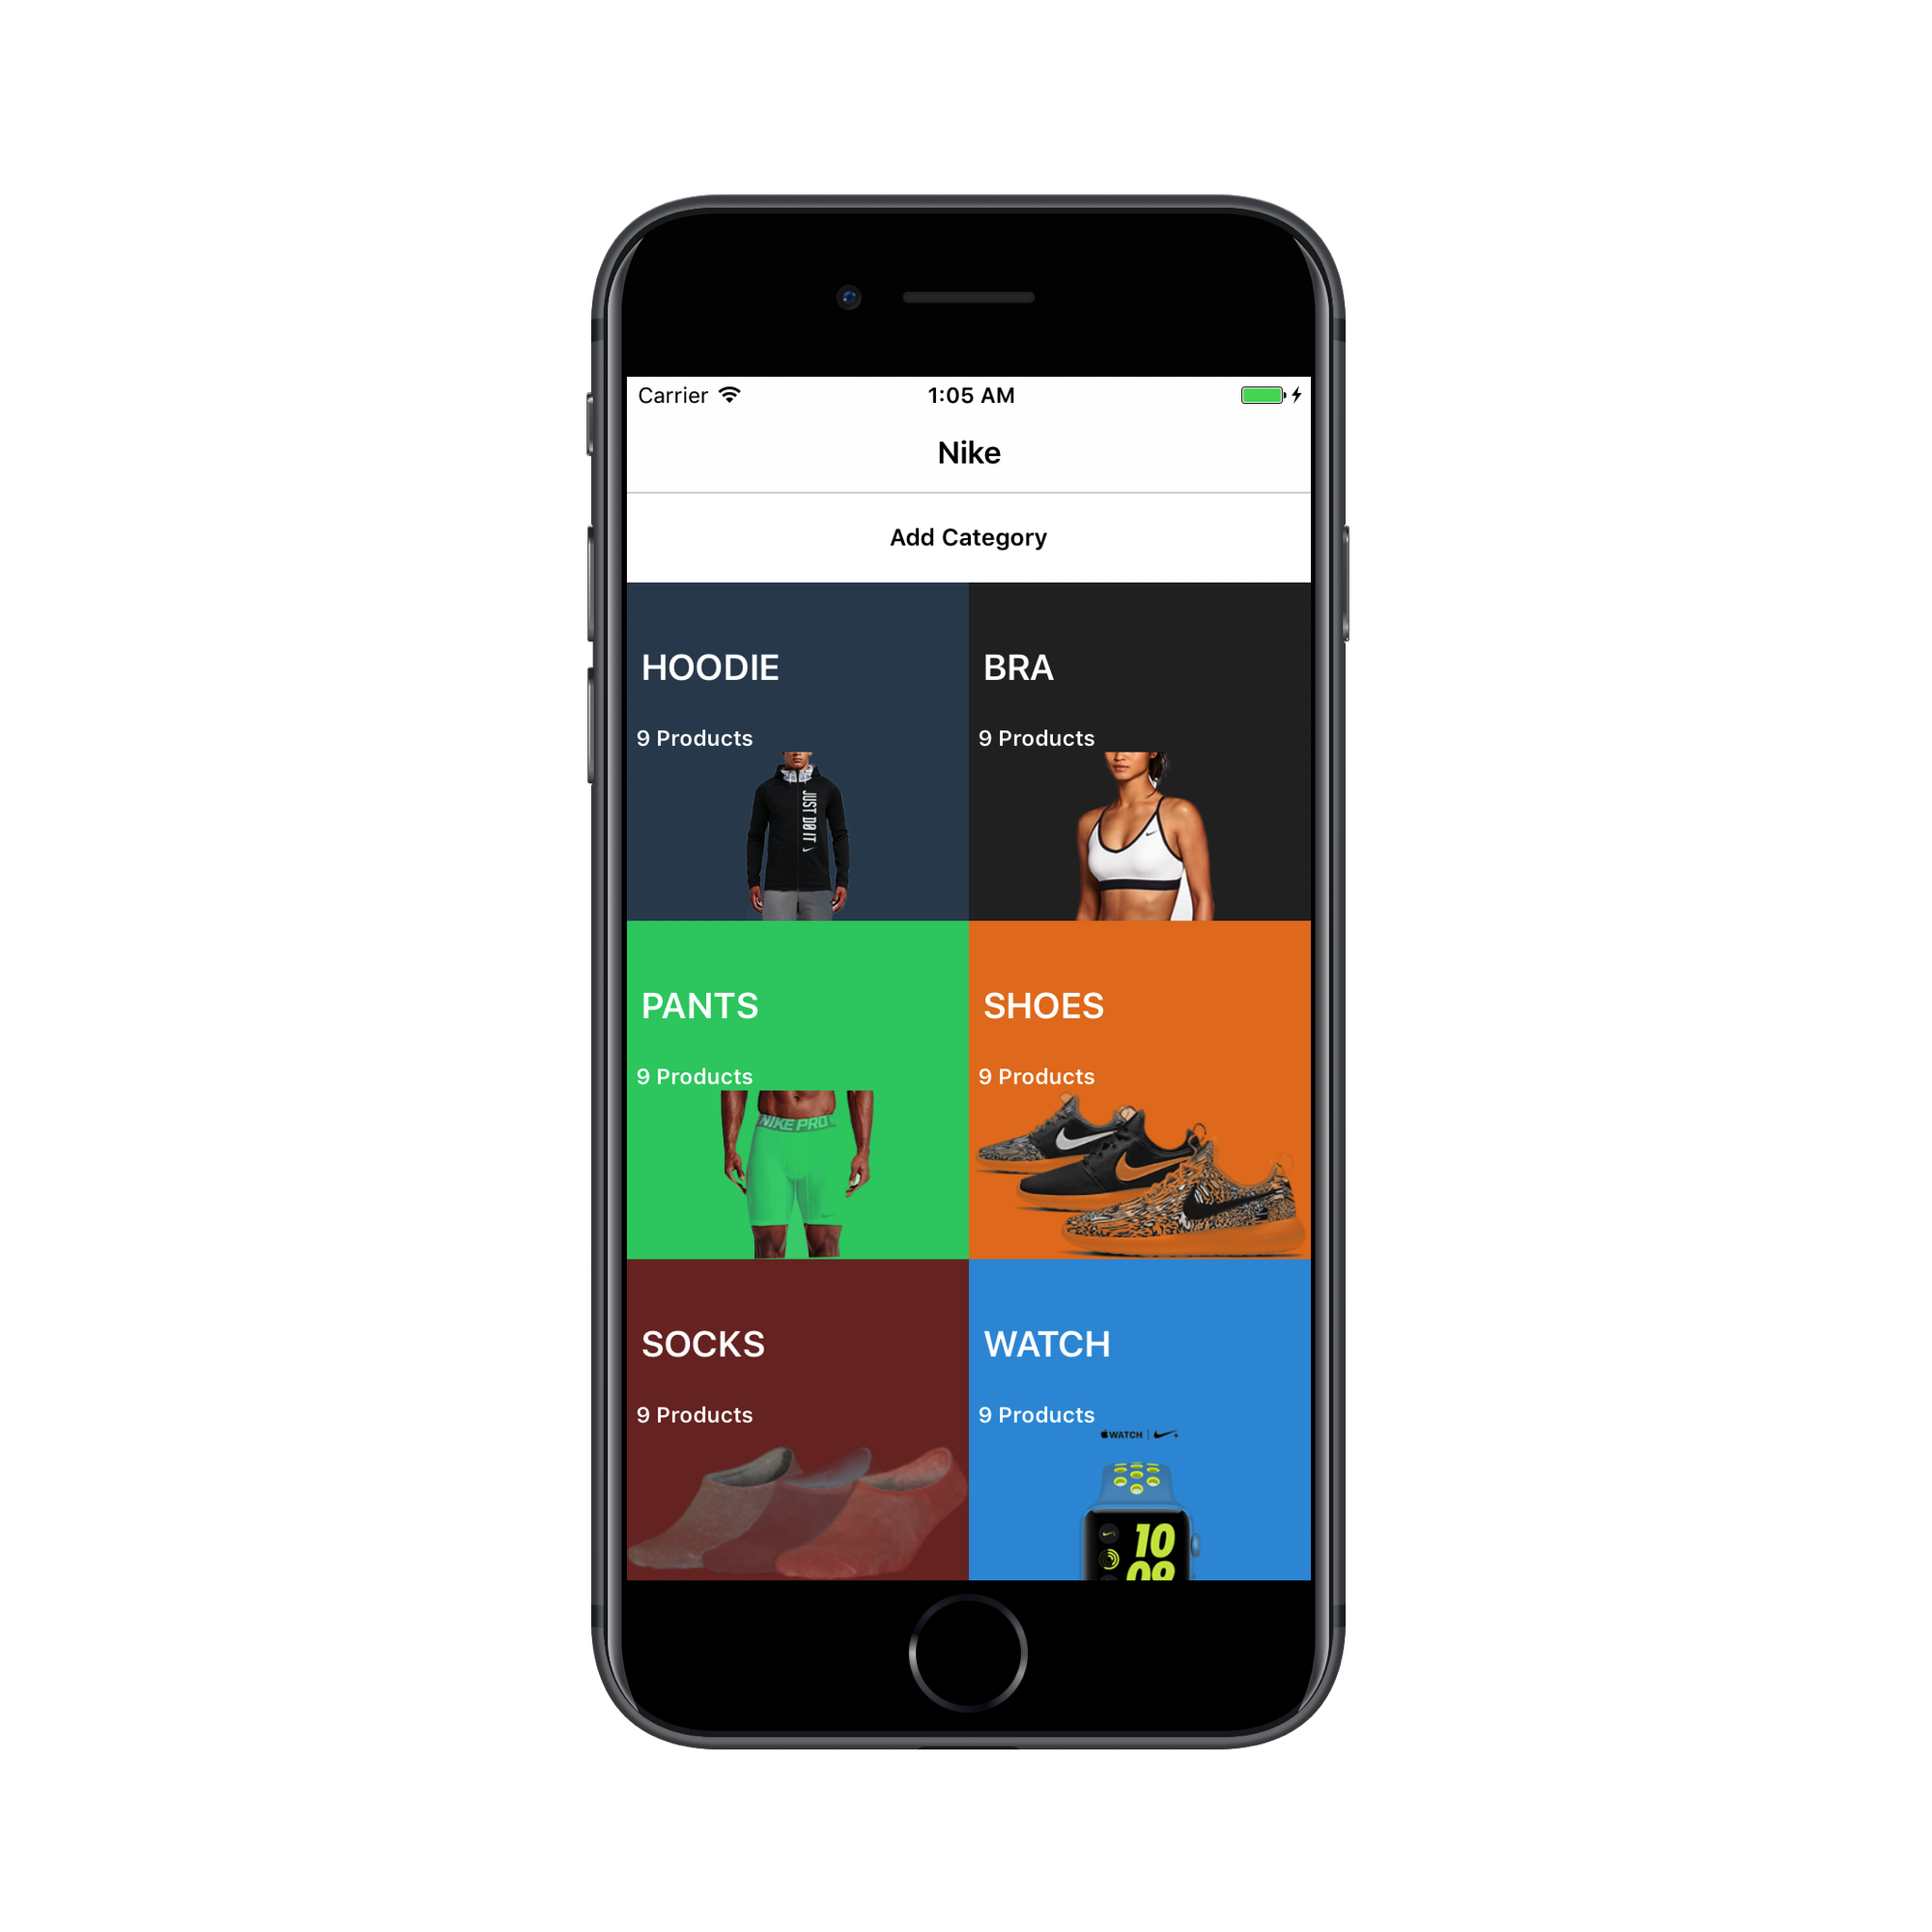 Carrier
1:05 AM
Nike
Add Category
HOODIE
BRA
9 Products
9 Products
JUST DO IT
PANTS
SHOES
9 Products
9 Products
NIKE PRO
SOCKS
WATCH
9 Products
9 Products
WATCH
10
09